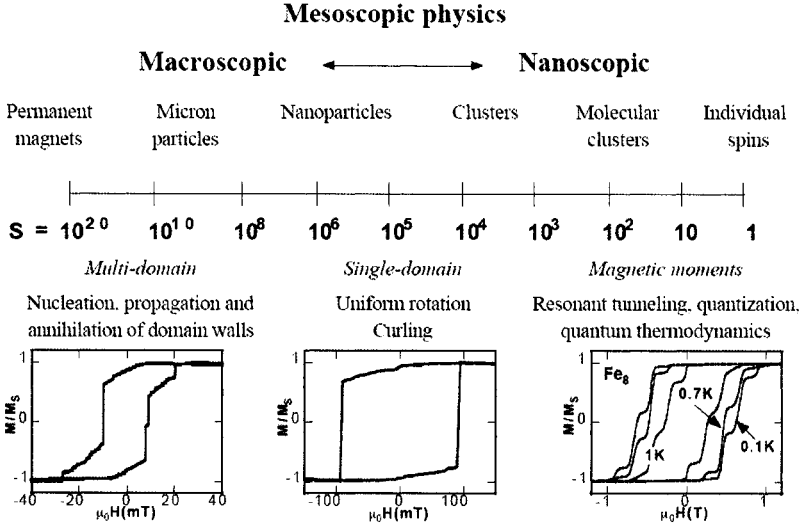 Mesoscopic physics
Macroscopic Nanoscopic
Permanent magnets
Micron particles
Nanoparticles
Clusters
Molecular clusters
Individual spins
S = 10²⁰ 10¹⁰ 10⁸ 10⁶ 10⁵ 10⁴ 10³ 10² 10 1
Multi-domain Single-domain Magnetic moments
Nucleation, propagation and
annihilation of domain walls
Uniform rotation
Curling
Resonant tunneling, quantization,
quantum thermodynamics
M/Mₛ
1
0
-1
-40 -20 0 20 40
μ₀H(mT)
M/Mₛ
1
0
-1
-100 0 100
μ₀H(mT)
M/Mₛ
1
0
-1
Fe₈
0.7K
1K
0.1K
-1 0 1
μ₀H(T)